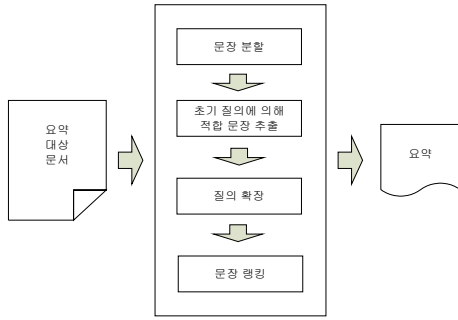 요약
대상
문서
문장 분할
초기 질의에 의해
적합 문장 추출
질의 확장
문장 랭킹
요약